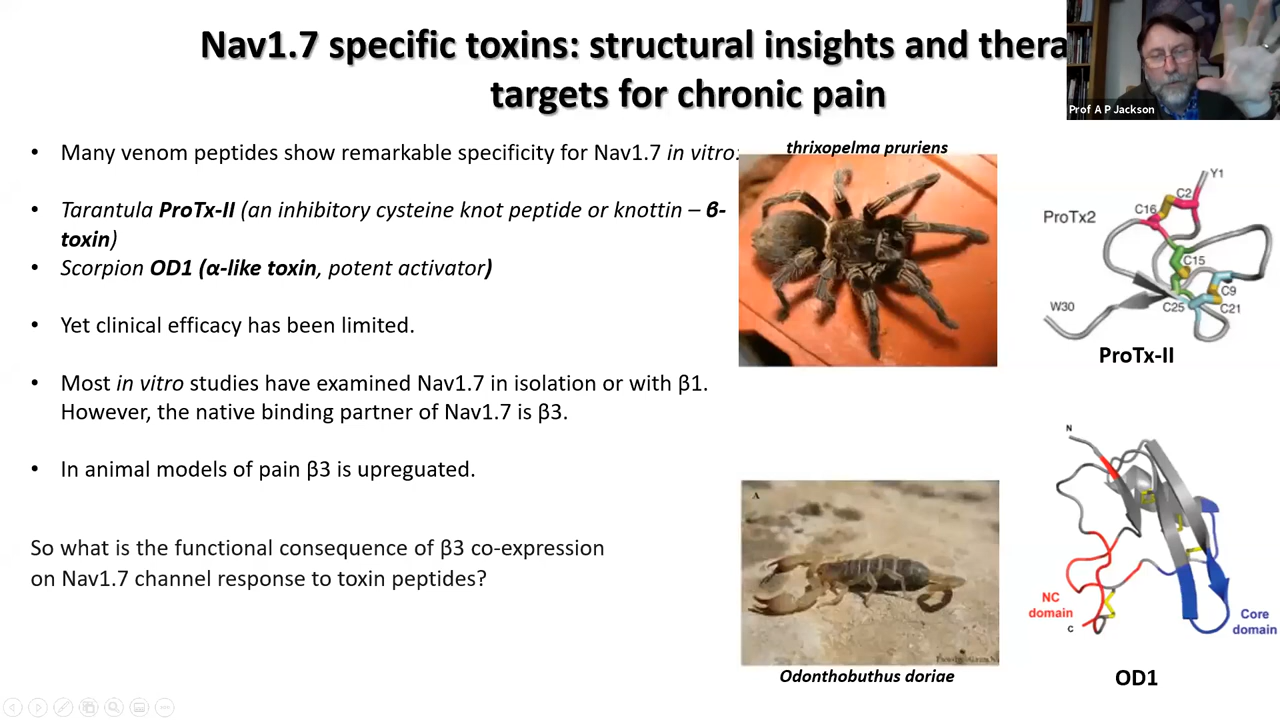 Nav1.7 specific toxins: structural insights and thera
targets for chronic pain
Prof A P Jackson
• Many venom peptides show remarkable specificity for Nav1.7 in vitro:
• Tarantula ProTx-II (an inhibitory cysteine knot peptide or knottin – β-
toxin)
• Scorpion OD1 (α-like toxin, potent activator)
• Yet clinical efficacy has been limited.
• Most in vitro studies have examined Nav1.7 in isolation or with β1.
However, the native binding partner of Nav1.7 is β3.
• In animal models of pain β3 is upreguated.
So what is the functional consequence of β3 co-expression
on Nav1.7 channel response to toxin peptides?
thrixopelma pruriens
ProTx2
Y1
C2
C16
C15
C9
C25
C21
W30
ProTx-II
A
Odonthobuthus doriae
N
NC
domain
C
Core
domain
OD1